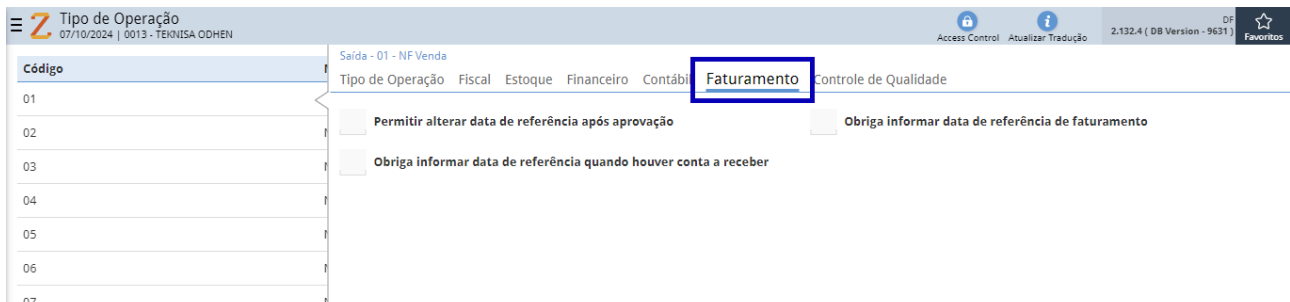 Tipo de Operação
07/10/2024 | 0013 - TEKNISA ODHEN
Access Control
Atualizar Tradução
DF
2.132.4 ( DB Version - 9631 )
Favoritos
Código
01
02
03
04
05
06
07
Saída - 01 - NF Venda
Tipo de Operação Fiscal Estoque Financeiro Contábil Faturamento Controle de Qualidade
Permitir alterar data de referência após aprovação
Obriga informar data de referência de faturamento
Obriga informar data de referência quando houver conta a receber